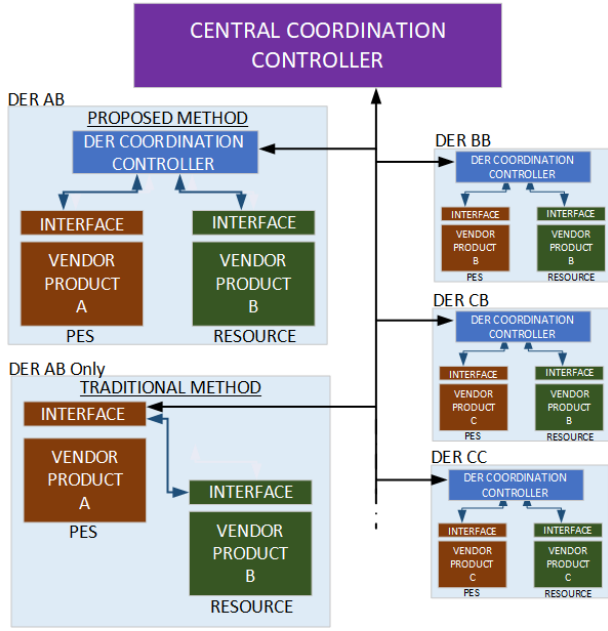 CENTRAL COORDINATION
CONTROLLER
DER AB
PROPOSED METHOD
DER COORDINATION
CONTROLLER
INTERFACE
INTERFACE
VENDOR
PRODUCT
A
VENDOR
PRODUCT
B
PES
RESOURCE
DER AB Only
TRADITIONAL METHOD
INTERFACE
VENDOR
PRODUCT
A
PES
INTERFACE
VENDOR
PRODUCT
B
RESOURCE
DER BB
DER COORDINATION
CONTROLLER
INTERFACE
INTERFACE
VENDOR
PRODUCT
B
VENDOR
PRODUCT
B
PES
RESOURCE
DER CB
DER COORDINATION
CONTROLLER
INTERFACE
INTERFACE
VENDOR
PRODUCT
C
VENDOR
PRODUCT
B
PES
RESOURCE
DER CC
DER COORDINATION
CONTROLLER
INTERFACE
INTERFACE
VENDOR
PRODUCT
C
VENDOR
PRODUCT
C
PES
RESOURCE